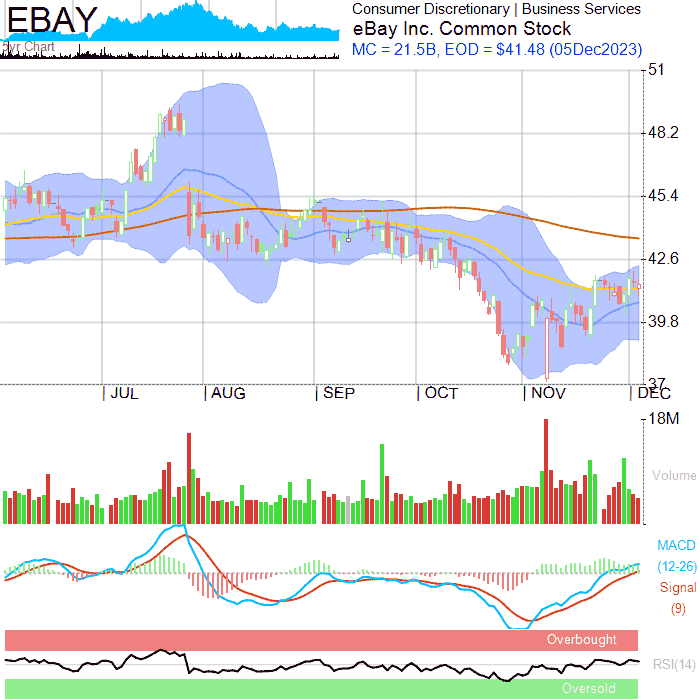 EBAY
5yr Chart
Consumer Discretionary | Business Services
eBay Inc. Common Stock
MC = 21.5B, EOD = $41.48 (05Dec2023)
51
48.2
45.4
42.6
39.8
37
JUL AUG SEP OCT NOV DEC
18M
Volume
MACD
(12-26)
Signal
(9)
Overbought
RSI(14)
Oversold